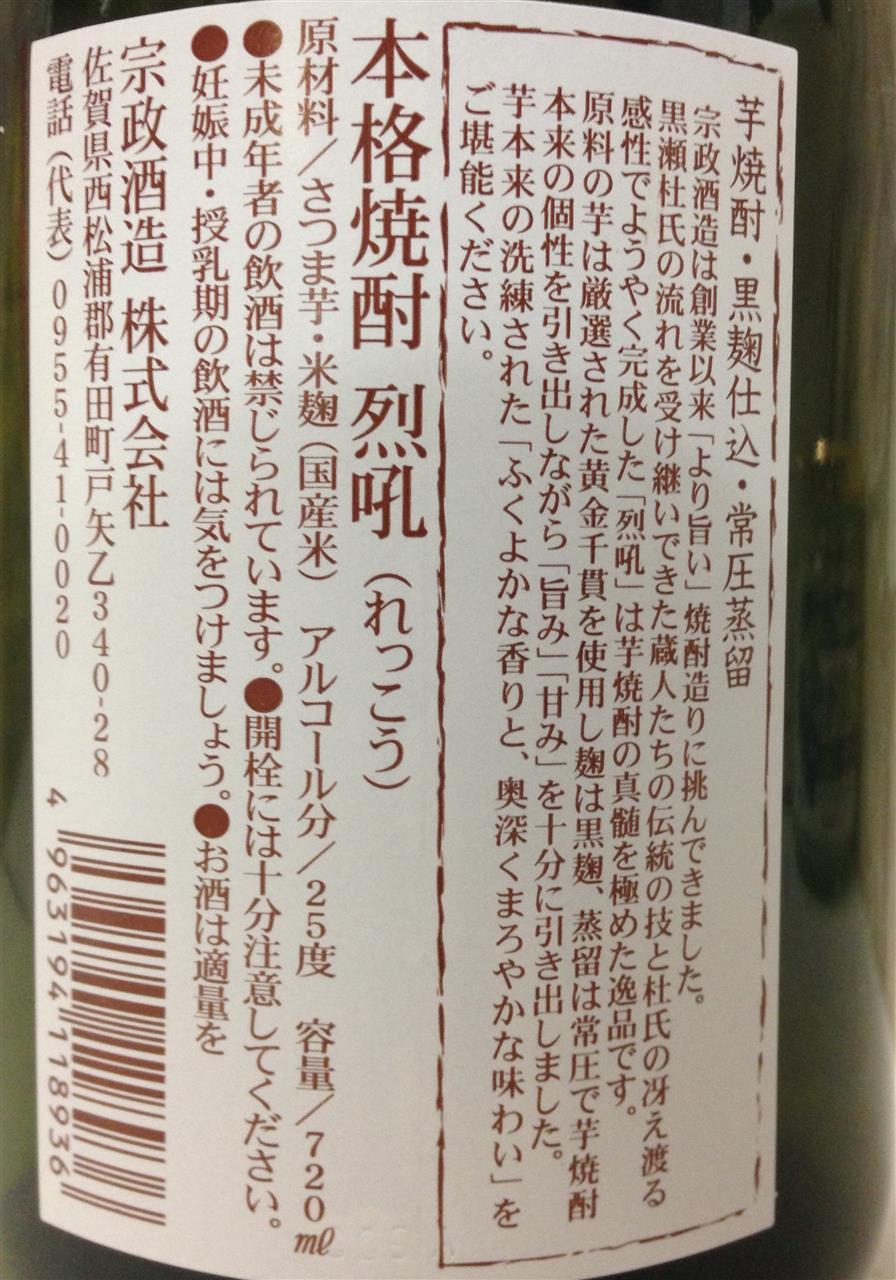 芋焼酎・黒麹仕込・常圧蒸留
宗政酒造は創業以来「より旨い」焼酎造りに挑んできました。
黒瀬杜氏の流れを受け継いできた蔵人たちの伝統の技と杜氏の冴え渡る
感性でようやく完成した「烈吼」は芋焼酎の真髄を極めた逸品です。
原料の芋は厳選された黄金千貫を使用し麹は黒麹、蒸留は常圧で芋焼酎
本来の個性を引き出しながら「旨み」「甘み」を十分に引き出しました。
芋本来の洗練された「ふくよかな香りと、奥深くまろやかな味わい」を
ご堪能ください。
本格焼酎 烈吼（れっこう）
原材料／さつま芋・米麹（国産米） アルコール分／25度 容量／720㎖
●未成年者の飲酒は禁じられています。●開栓には十分注意してください。
●妊娠中・授乳期の飲酒には気をつけましょう。●お酒は適量を
宗政酒造 株式会社
佐賀県西松浦郡有田町戸矢乙340-28
電話（代表）0955-41-0020
4 963194 118936